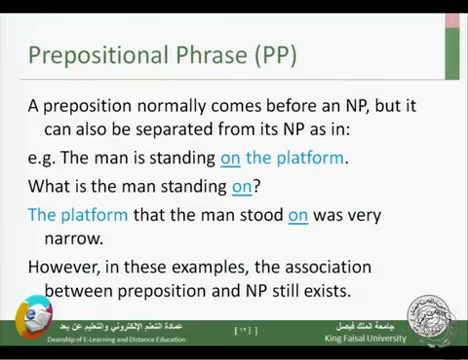 Prepositional Phrase (PP)
A preposition normally comes before an NP, but it
can also be separated from its NP as in:
e.g. The man is standing on the platform.
What is the man standing on?
The platform that the man stood on was very
narrow.
However, in these examples, the association
between preposition and NP still exists.
عمادة التعلم الإلكتروني والتعليم عن بعد
Deanship of E-Learning and Distance Education
[ ١٢ ]
جامعة الملك فيصل
King Faisal University